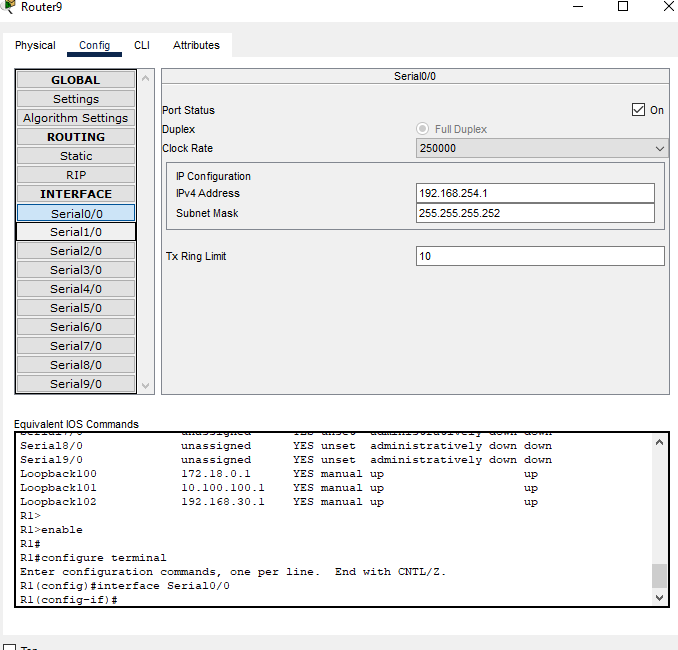 Router9
Physical Config CLI Attributes
GLOBAL
Settings
Algorithm Settings
ROUTING
Static
RIP
INTERFACE
Serial0/0
Serial1/0
Serial2/0
Serial3/0
Serial4/0
Serial5/0
Serial6/0
Serial7/0
Serial8/0
Serial9/0
Serial0/0
Port Status On
Duplex Full Duplex
Clock Rate 250000
IP Configuration
IPv4 Address 192.168.254.1
Subnet Mask 255.255.255.252
Tx Ring Limit 10
Equivalent IOS Commands
Serial7/0 unassigned YES unset administratively down down
Serial8/0 unassigned YES unset administratively down down
Serial9/0 unassigned YES unset administratively down down
Loopback100 172.18.0.1 YES manual up up
Loopback101 10.100.100.1 YES manual up up
Loopback102 192.168.30.1 YES manual up up
R1>
R1>enable
R1#
R1#configure terminal
Enter configuration commands, one per line. End with CNTL/Z.
R1(config)#interface Serial0/0
R1(config-if)#
Top